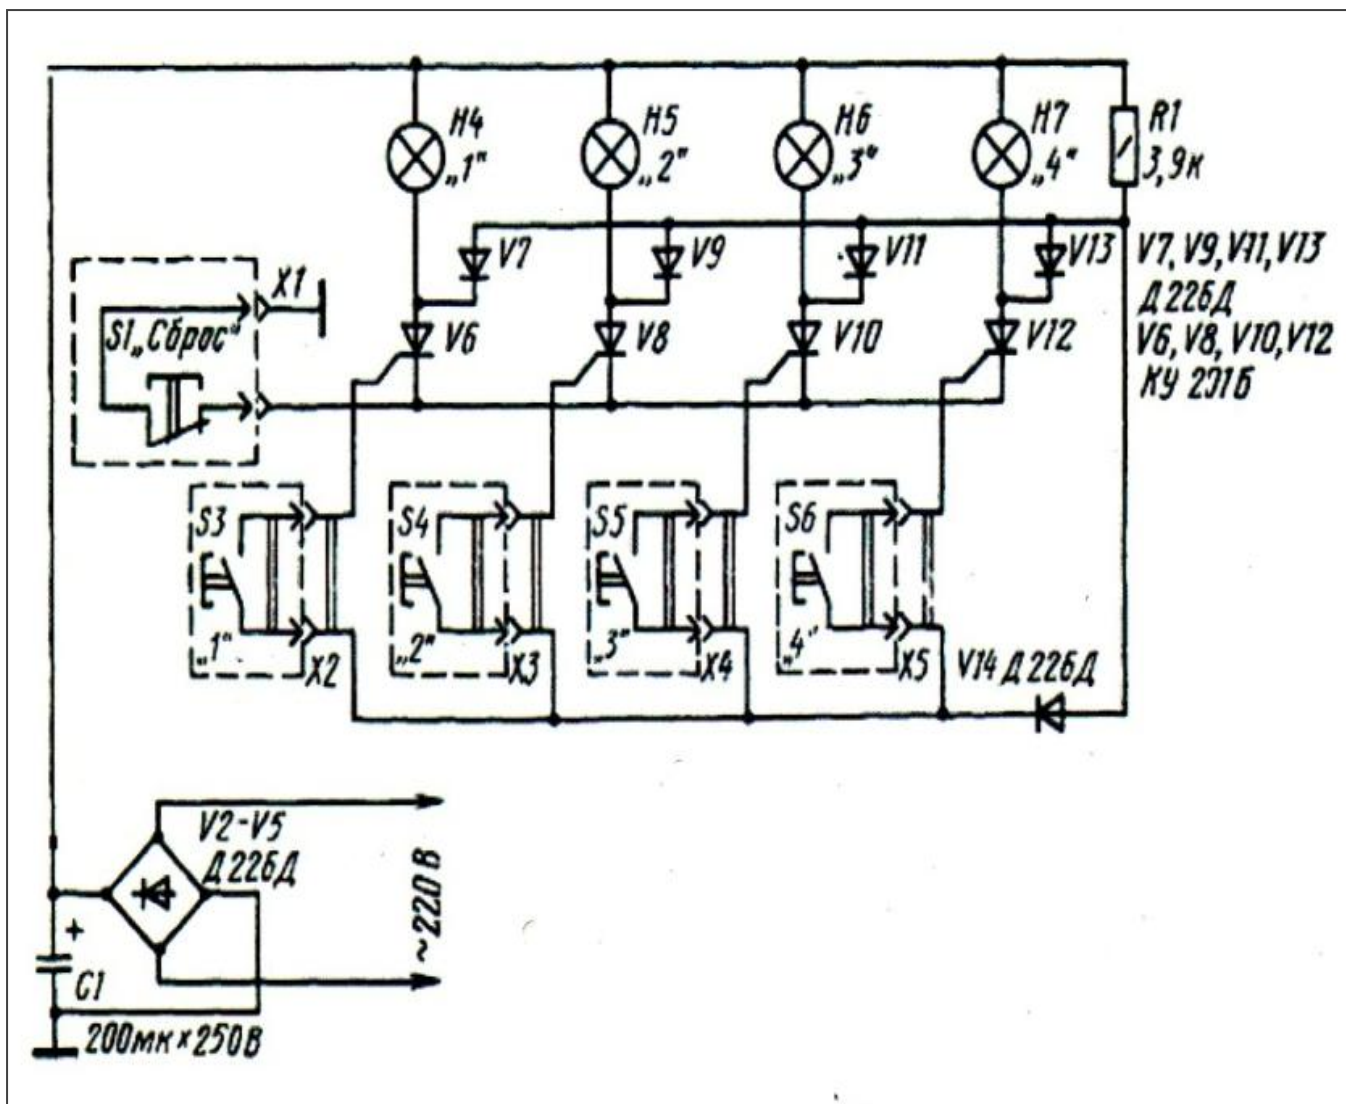 H4
„1“
H5
„2“
H6
„3“
H7
„4“
R1
3,9к
V7
V9
V11
V13
V7, V9, V11, V13
Д226Д
V6, V8, V10, V12
КУ 201Б
X1
S1 „Сброс“
V6
V8
V10
V12
S3
„1“
X2
S4
„2“
X3
S5
„3“
X4
S6
„4“
X5
V14 Д226Д
V2-V5
Д226Д
~220 В
+
C1
200мк×250В